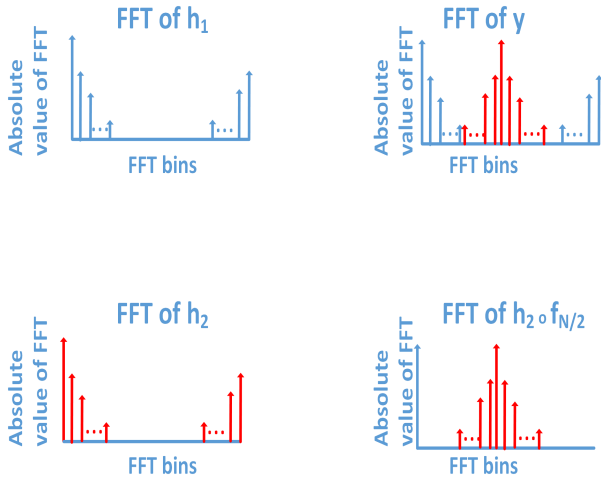 FFT of h₁
Absolute
value of FFT
FFT bins
FFT of y
Absolute
value of FFT
FFT bins
FFT of h₂
Absolute
value of FFT
FFT bins
FFT of h₂ ∘ f_N/2
Absolute
value of FFT
FFT bins